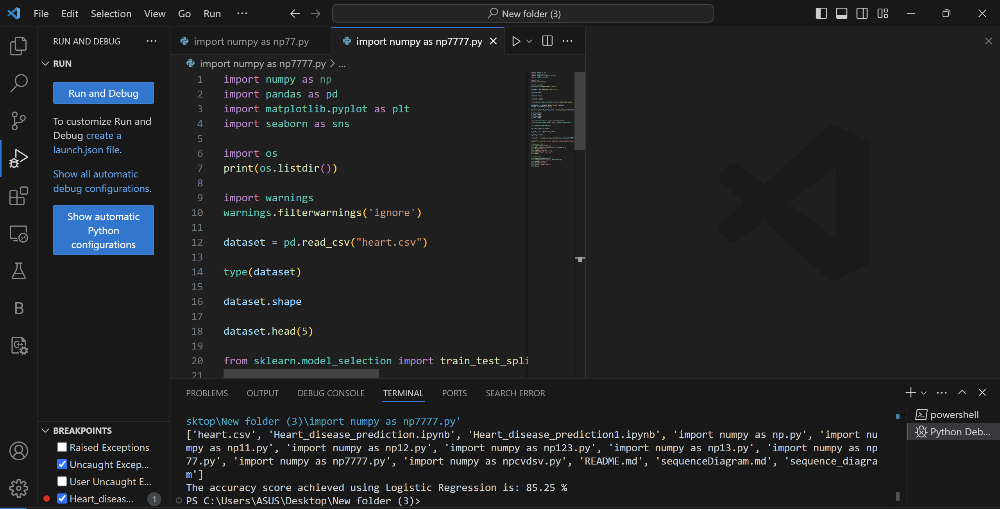 File Edit Selection View Go Run ...
New folder (3)
RUN AND DEBUG ...
RUN
Run and Debug
To customize Run and
Debug create a
launch.json file.
Show all automatic
debug configurations.
Show automatic
Python
configurations
B
C++
BREAKPOINTS
Raised Exceptions
Uncaught Excep...
User Uncaught E...
Heart_diseas... 1
import numpy as np77.py
import numpy as np7777.py
import numpy as np7777.py > ...
1 import numpy as np
2 import pandas as pd
3 import matplotlib.pyplot as plt
4 import seaborn as sns
5
6 import os
7 print(os.listdir())
8
9 import warnings
10 warnings.filterwarnings('ignore')
11
12 dataset = pd.read_csv("heart.csv")
13
14 type(dataset)
15
16 dataset.shape
17
18 dataset.head(5)
19
20 from sklearn.model_selection import train_test_spli
21
PROBLEMS OUTPUT DEBUG CONSOLE TERMINAL PORTS SEARCH ERROR
sktop\New folder (3)\import numpy as np7777.py'
['heart.csv', 'Heart_disease_prediction.ipynb', 'Heart_disease_prediction1.ipynb', 'import numpy as np.py', 'import nu
mpy as np11.py', 'import numpy as np12.py', 'import numpy as np123.py', 'import numpy as np13.py', 'import numpy as np
77.py', 'import numpy as np7777.py', 'import numpy as npcvdsv.py', 'README.md', 'sequenceDiagram.md', 'sequence_diagra
m']
The accuracy score achieved using Logistic Regression is: 85.25 %
PS C:\Users\ASUS\Desktop\New folder (3)>
powershell
Python Deb...